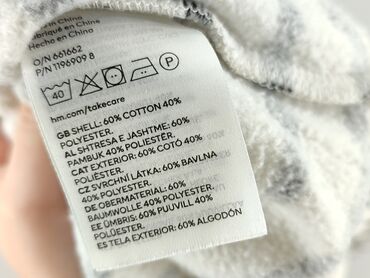 in China
Fabriqué en Chine
Hecho en China
O/N 661662
P/N 1196909 8
40 P
hm.com/takecare
GB SHELL: 60% COTTON 40%
POLYESTER.
AL SHTRESA E JASHTME: 60%
PAMBUK 40% POLIESTËR.
CAT EXTERIOR: 60% COTÓ 40%
POLIÈSTER.
CZ SVRCHNÍ LÁTKA: 60% BAVLNA
40% POLYESTER.
DE OBERMATERIAL: 60%
BAUMWOLLE 40% POLYESTER.
EE ÜMBRIS: 60% PUUVILL 40%
POLÜESTER.
ES TELA EXTERIOR: 60% ALGODÓN